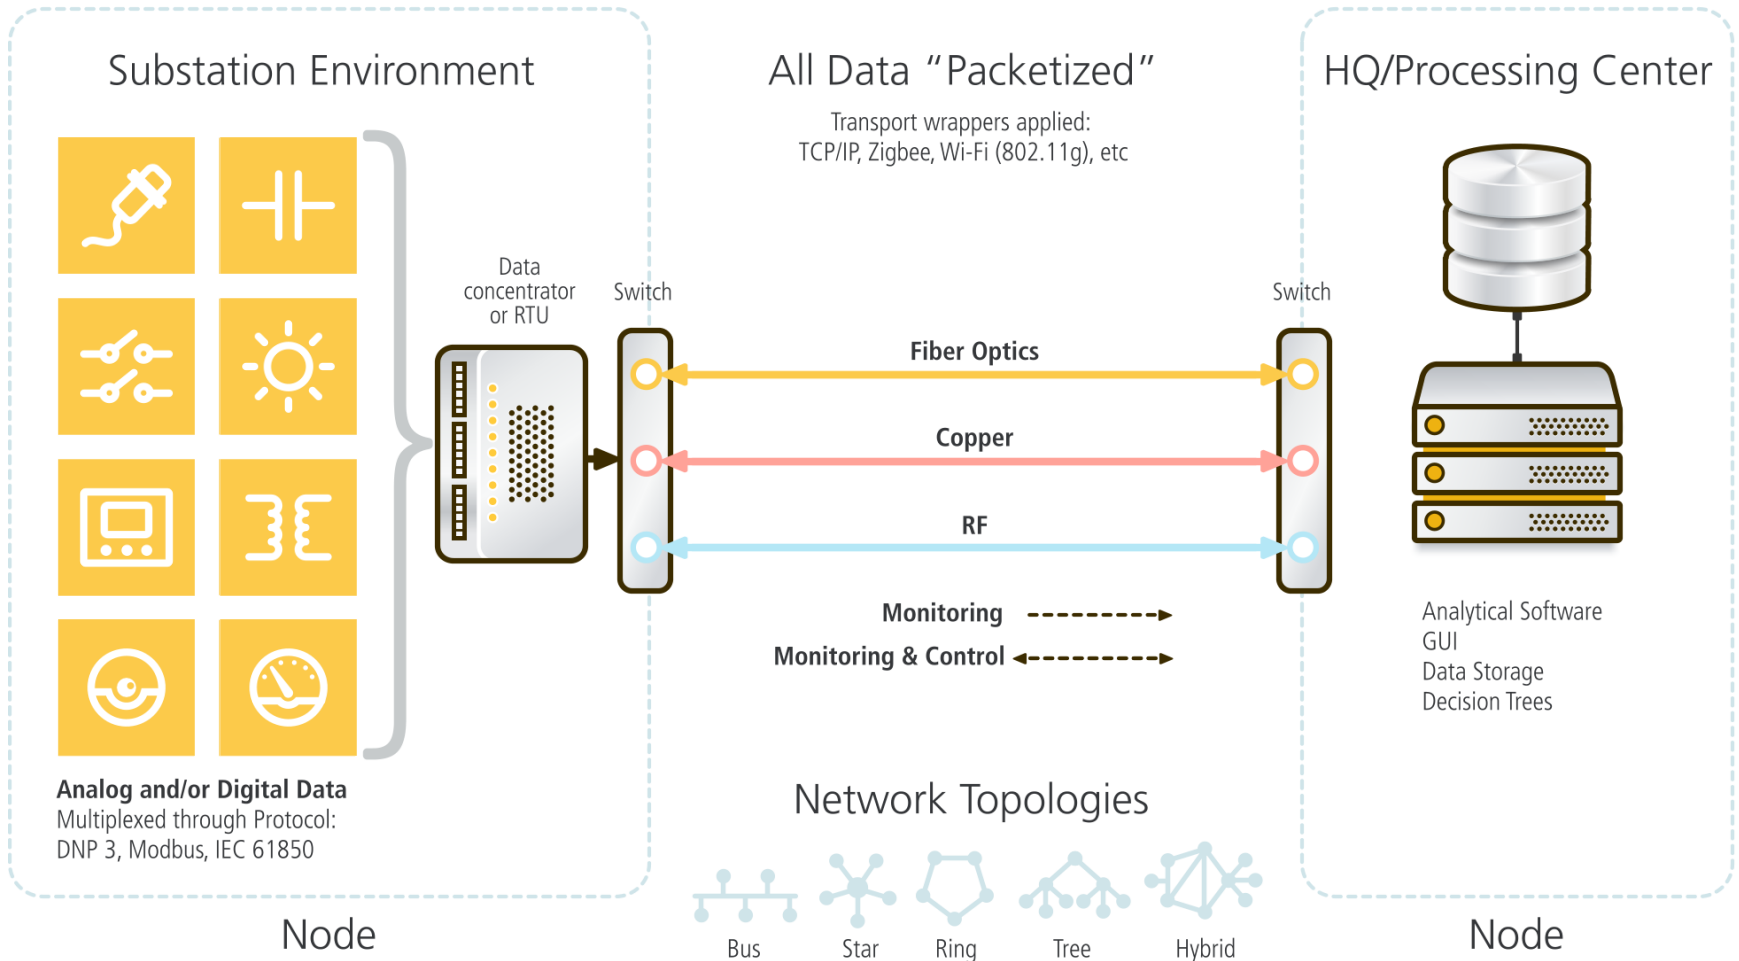 Substation Environment
All Data “Packetized”
HQ/Processing Center
Transport wrappers applied:
TCP/IP, Zigbee, Wi-Fi (802.11g), etc
Data
concentrator
or RTU
Switch
Switch
Fiber Optics
Copper
RF
Monitoring
Monitoring & Control
Analytical Software
GUI
Data Storage
Decision Trees
Analog and/or Digital Data
Multiplexed through Protocol:
DNP 3, Modbus, IEC 61850
Network Topologies
Bus
Star
Ring
Tree
Hybrid
Node
Node